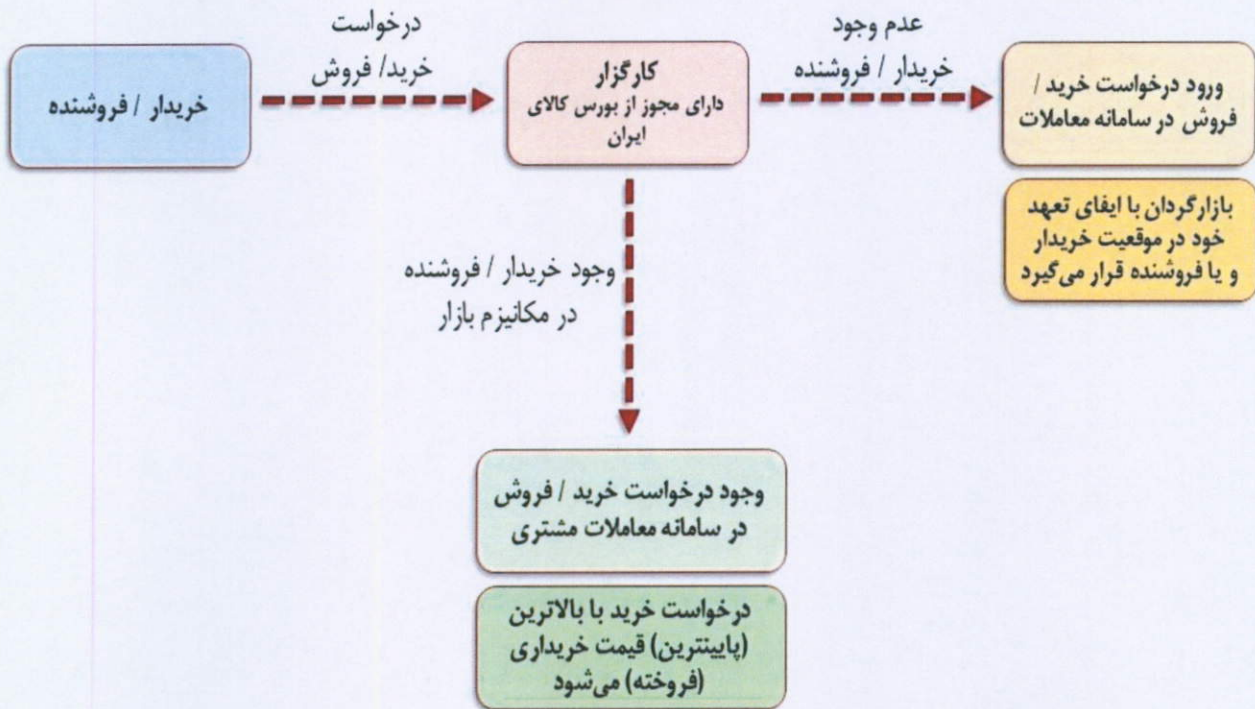 خریدار / فروشنده
درخواست
خرید/ فروش
کارگزار
دارای مجوز از بورس کالای
ایران
عدم وجود
خریدار / فروشنده
ورود درخواست خرید /
فروش در سامانه معاملات
بازارگردان با ایفای تعهد
خود در موقعیت خریدار
و یا فروشنده قرار می‌گیرد
وجود خریدار / فروشنده
در مکانیزم بازار
وجود درخواست خرید / فروش
در سامانه معاملات مشتری
درخواست خرید با بالاترین
(پایینترین) قیمت خریداری
(فروخته) می‌شود